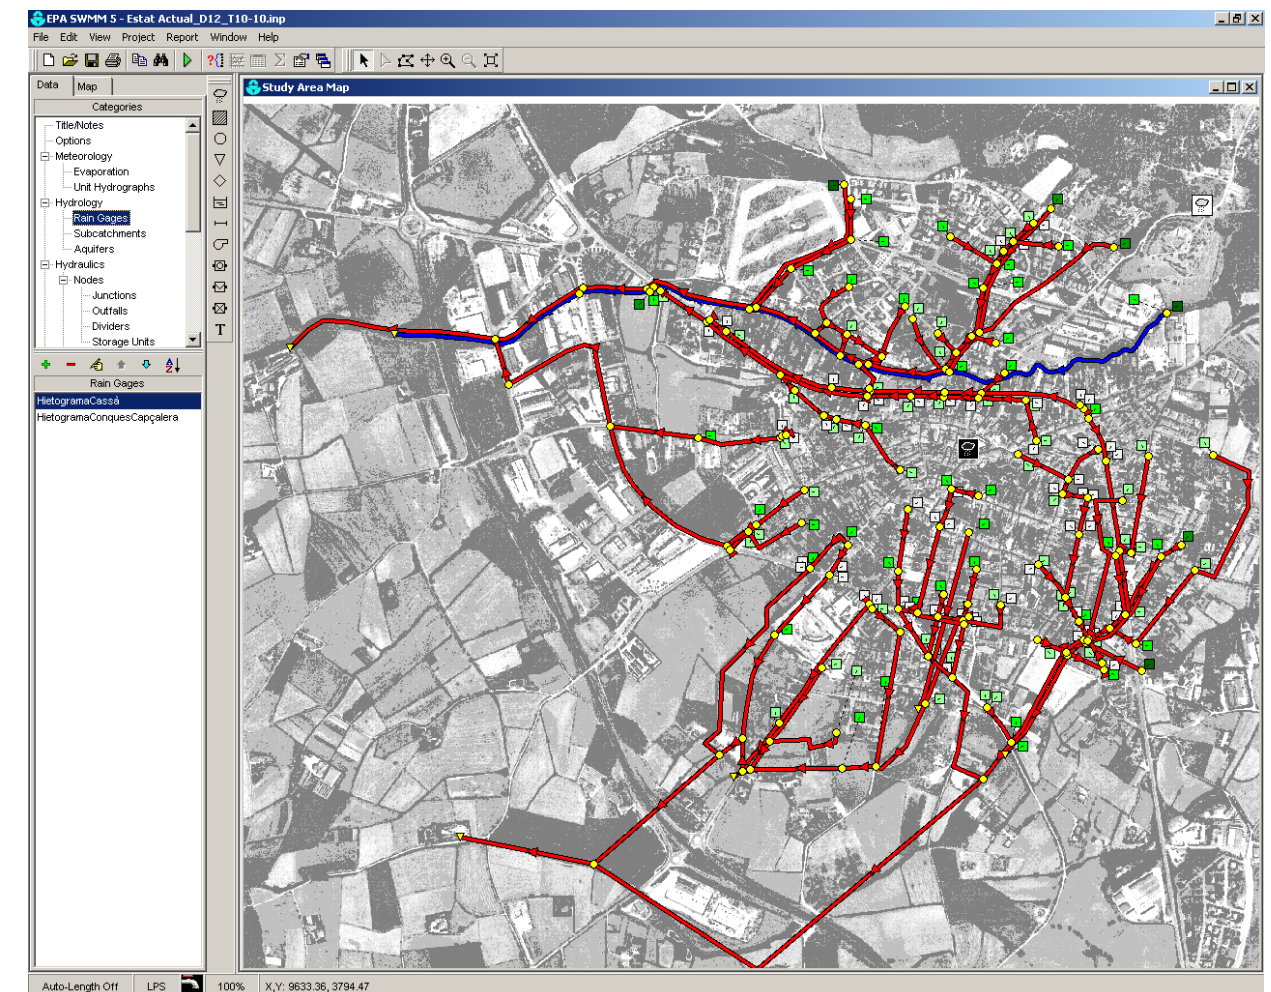 EPA SWMM 5 - Estat Actual_D12_T10-10.inp
File Edit View Project Report Window Help
Data Map
Categories
Title/Notes
Options
Meteorology
Evaporation
Unit Hydrographs
Hydrology
Rain Gages
Subcatchments
Aquifers
Hydraulics
Nodes
Junctions
Outfalls
Dividers
Storage Units
Rain Gages
HietogramaCassà
HietogramaConquesCapçalera
T
Study Area Map
Auto-Length Off LPS 100% X,Y: 9633.36, 3794.47